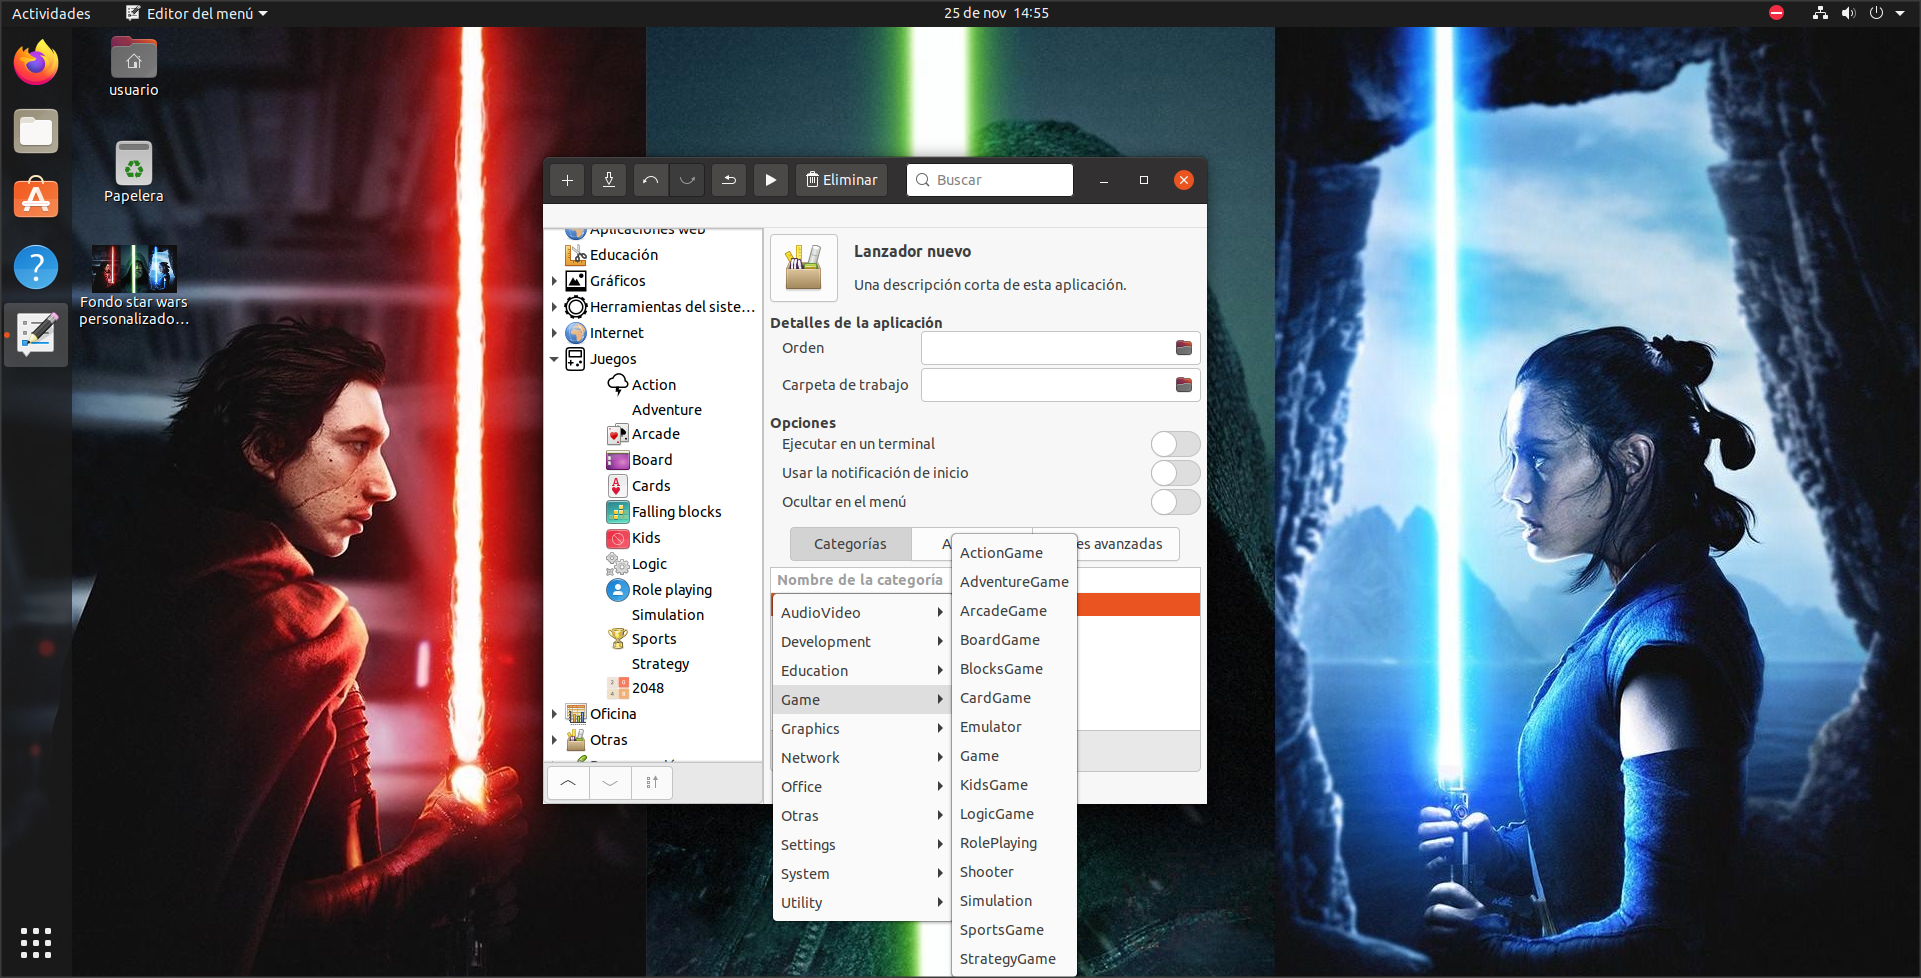 Actividades
Editor del menú
25 de nov 14:55
usuario
Papelera
Fondo star wars
personalizado...
Eliminar
Buscar
Aplicaciones web
Educación
Gráficos
Herramientas del siste...
Internet
Juegos
Action
Adventure
Arcade
Board
Cards
Falling blocks
Kids
Logic
Role playing
Simulation
Sports
Strategy
2048
Oficina
Otras
Lanzador nuevo
Una descripción corta de esta aplicación.
Detalles de la aplicación
Orden
Carpeta de trabajo
Opciones
Ejecutar en un terminal
Usar la notificación de inicio
Ocultar en el menú
Categorías
A
es avanzadas
Nombre de la categoría
AudioVideo
Development
Education
Game
Graphics
Network
Office
Otras
Settings
System
Utility
ActionGame
AdventureGame
ArcadeGame
BoardGame
BlocksGame
CardGame
Emulator
Game
KidsGame
LogicGame
RolePlaying
Shooter
Simulation
SportsGame
StrategyGame